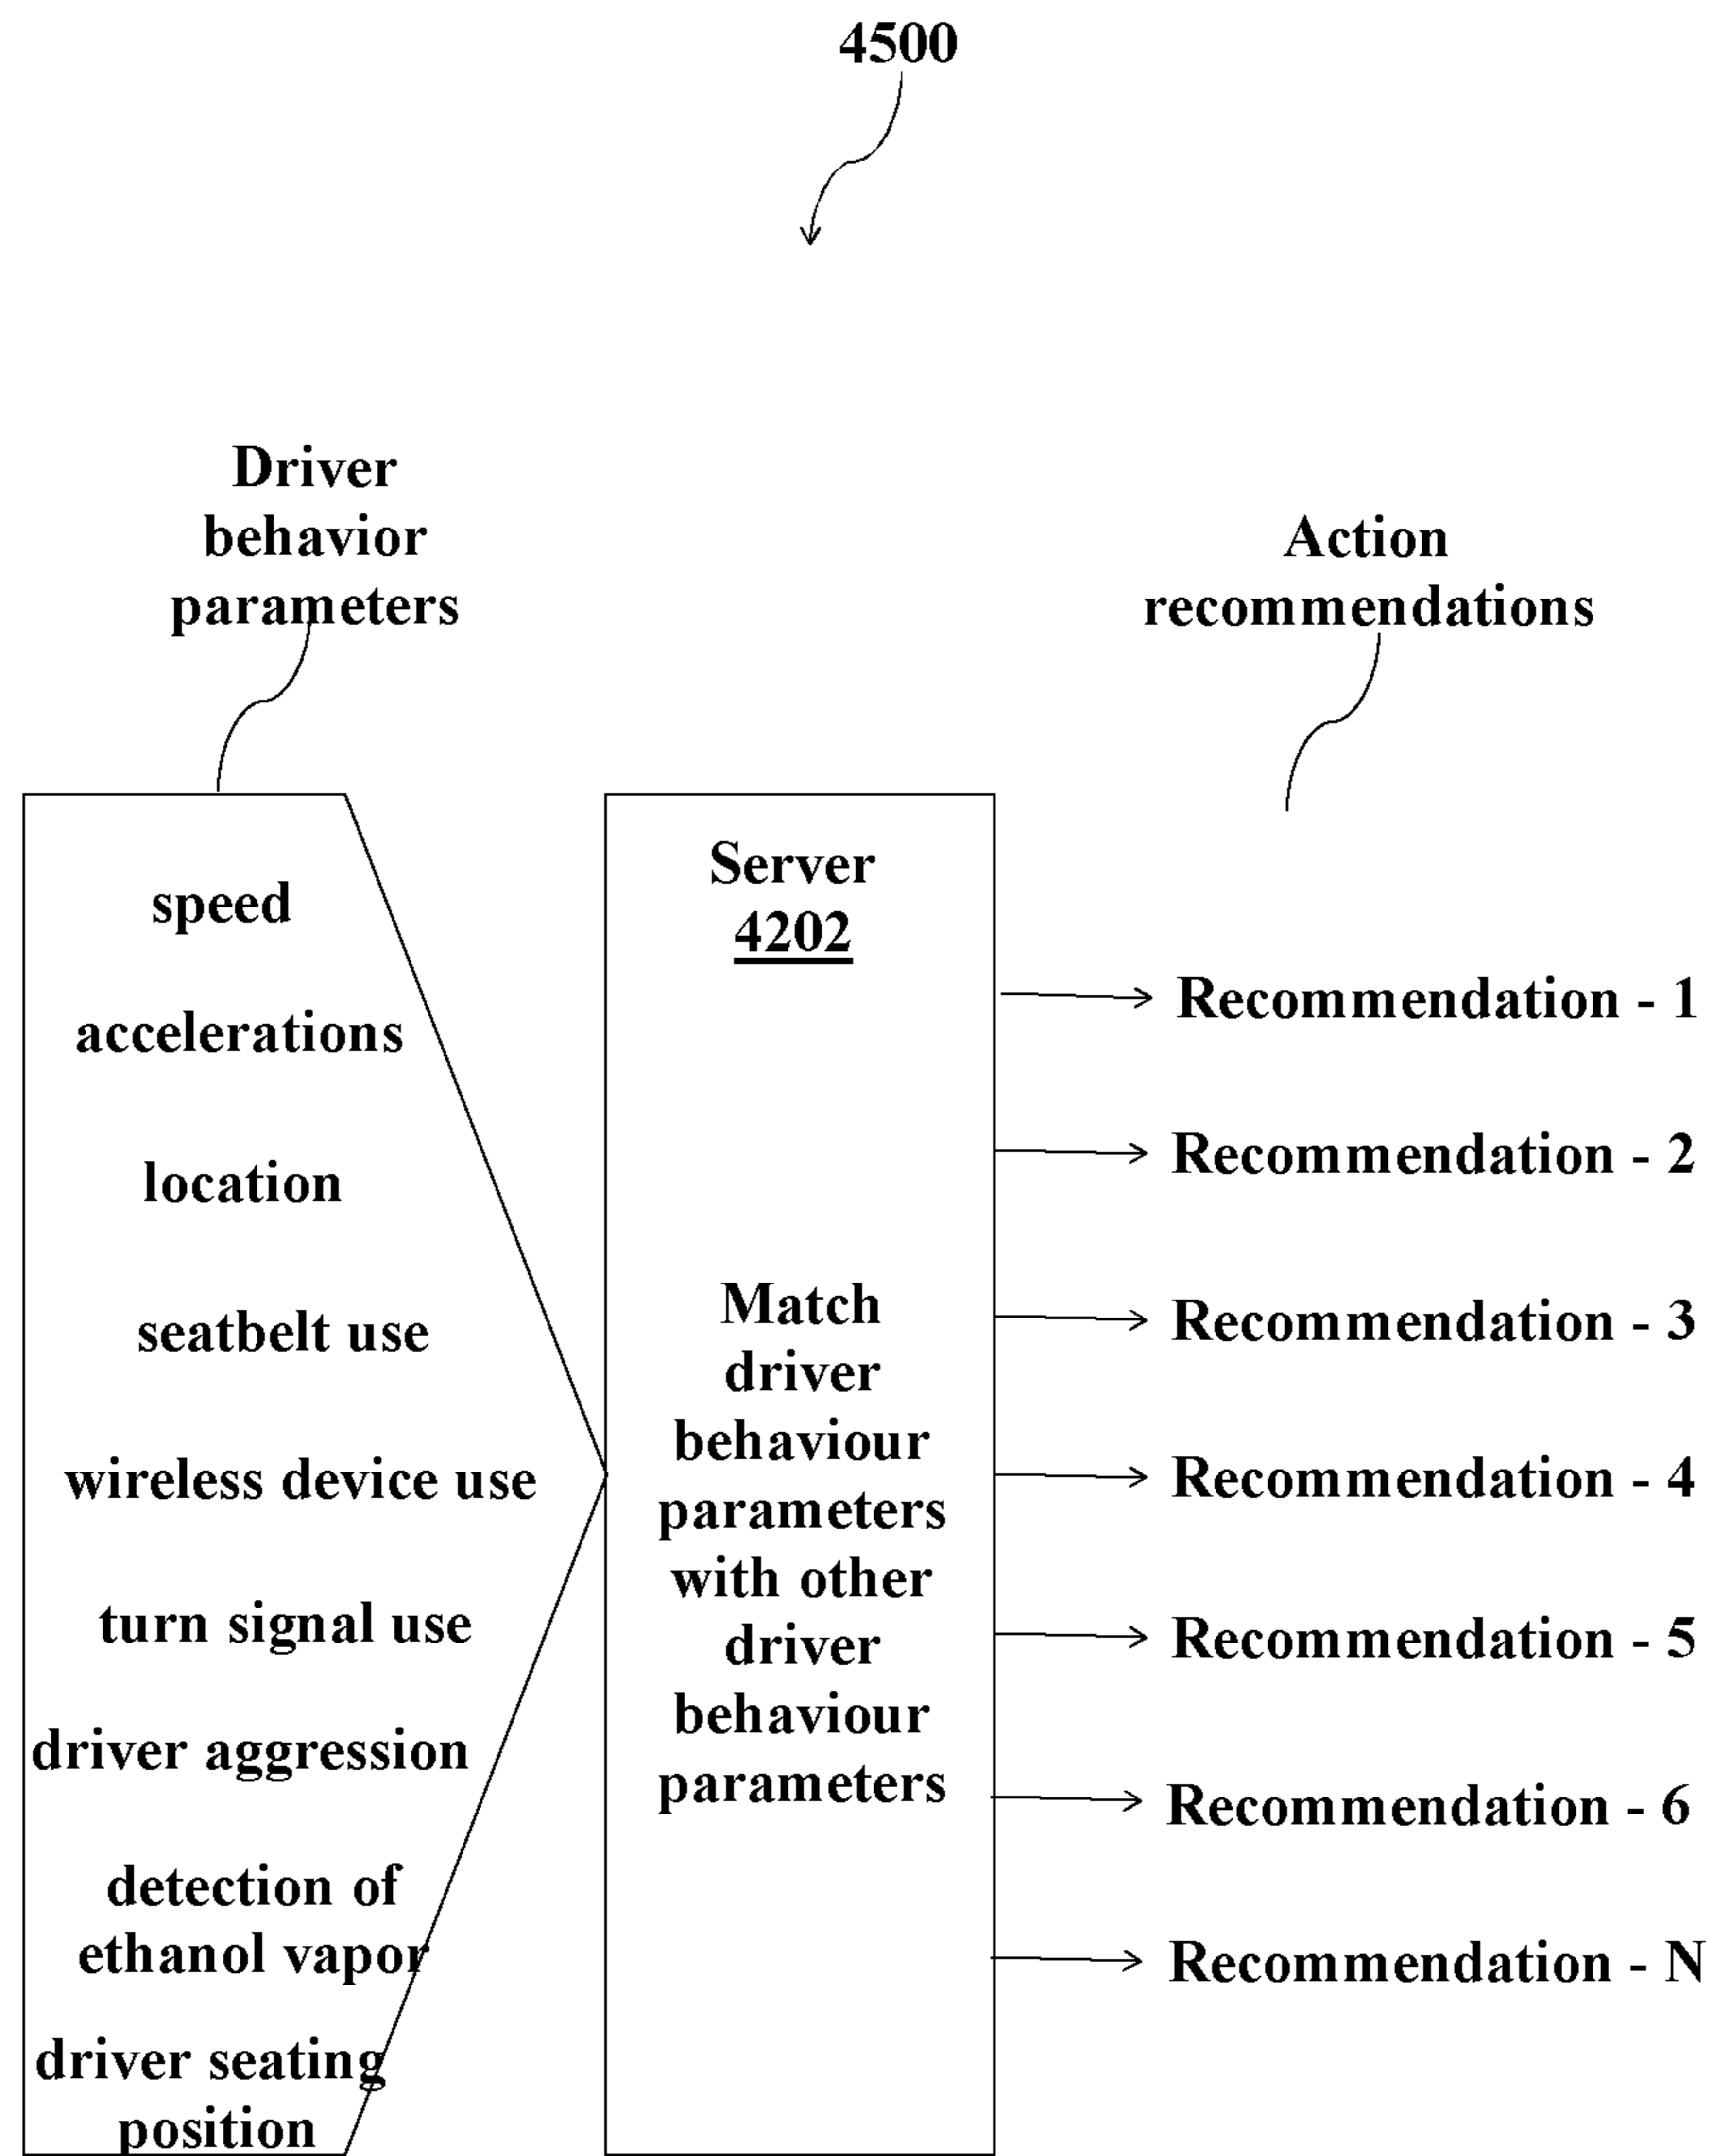 4500
Driver
behavior
parameters
Action
recommendations
speed
accelerations
location
seatbelt use
wireless device use
turn signal use
driver aggression
detection of
ethanol vapor
driver seating
position
Server
4202
Match
driver
behaviour
parameters
with other
driver
behaviour
parameters
Recommendation - 1
Recommendation - 2
Recommendation - 3
Recommendation - 4
Recommendation - 5
Recommendation - 6
Recommendation - N